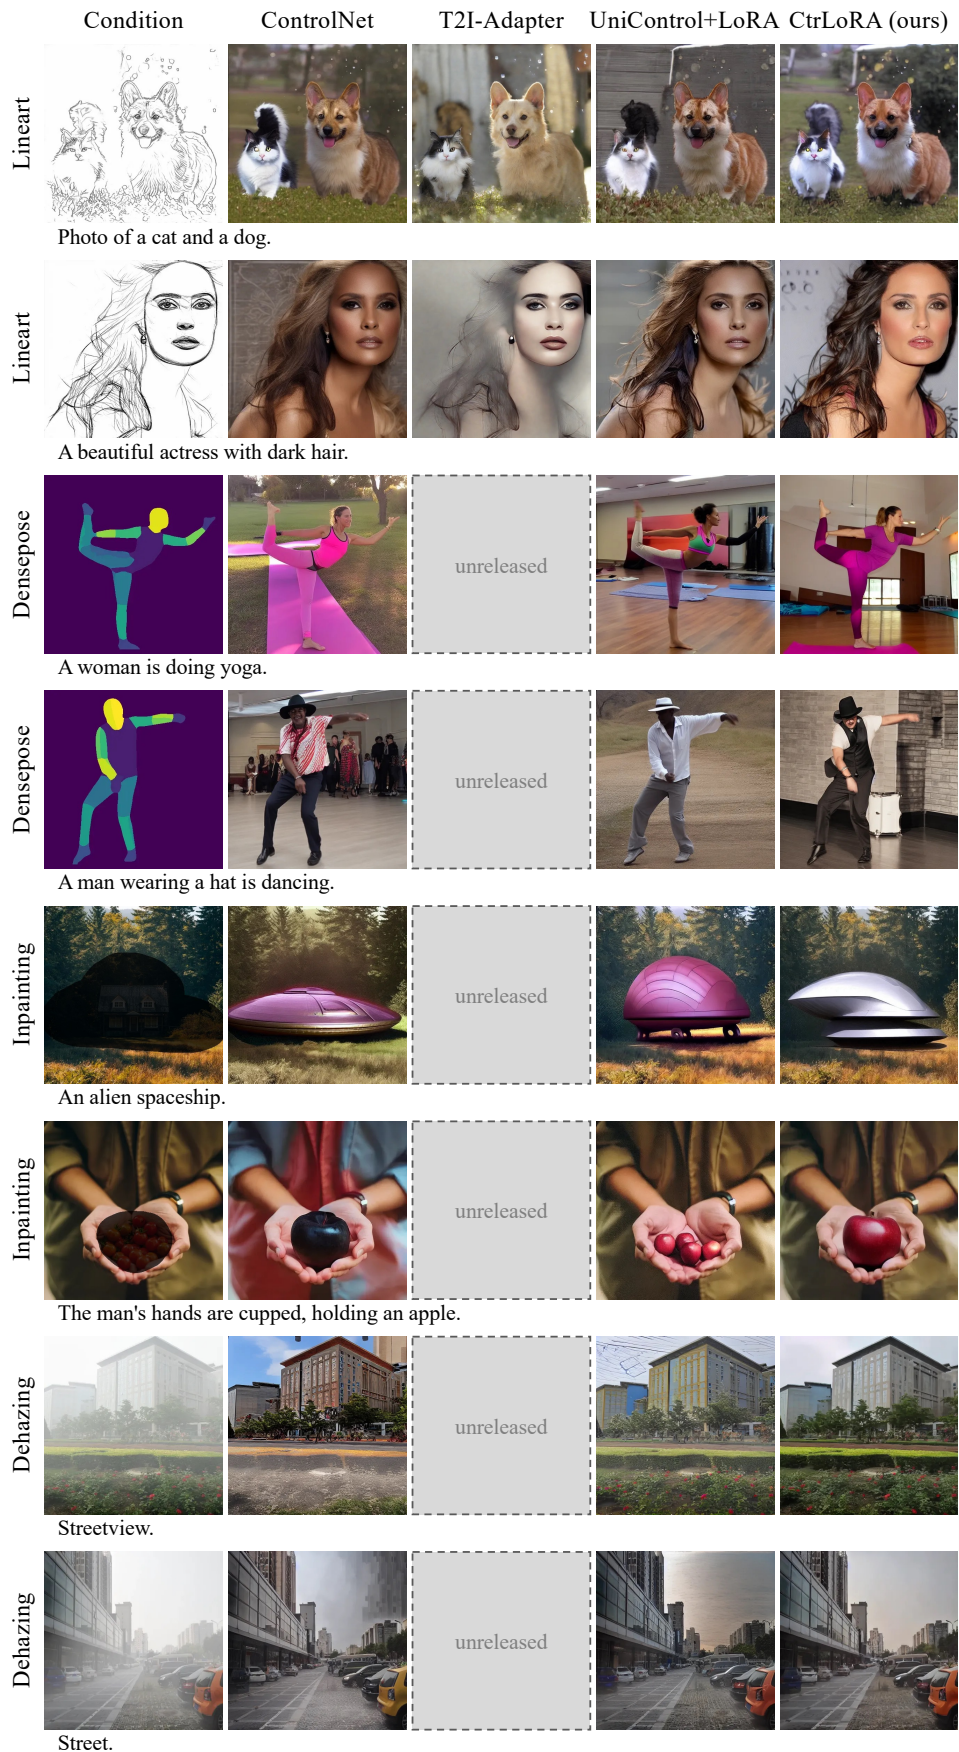 Condition ControlNet T2I-Adapter UniControl+LoRA CtrLoRA (ours)
Lineart
Photo of a cat and a dog.
Lineart
A beautiful actress with dark hair.
Densepose
unreleased
A woman is doing yoga.
Densepose
unreleased
A man wearing a hat is dancing.
Inpainting
unreleased
An alien spaceship.
Inpainting
unreleased
The man's hands are cupped, holding an apple.
Dehazing
unreleased
Streetview.
Dehazing
unreleased
Street.